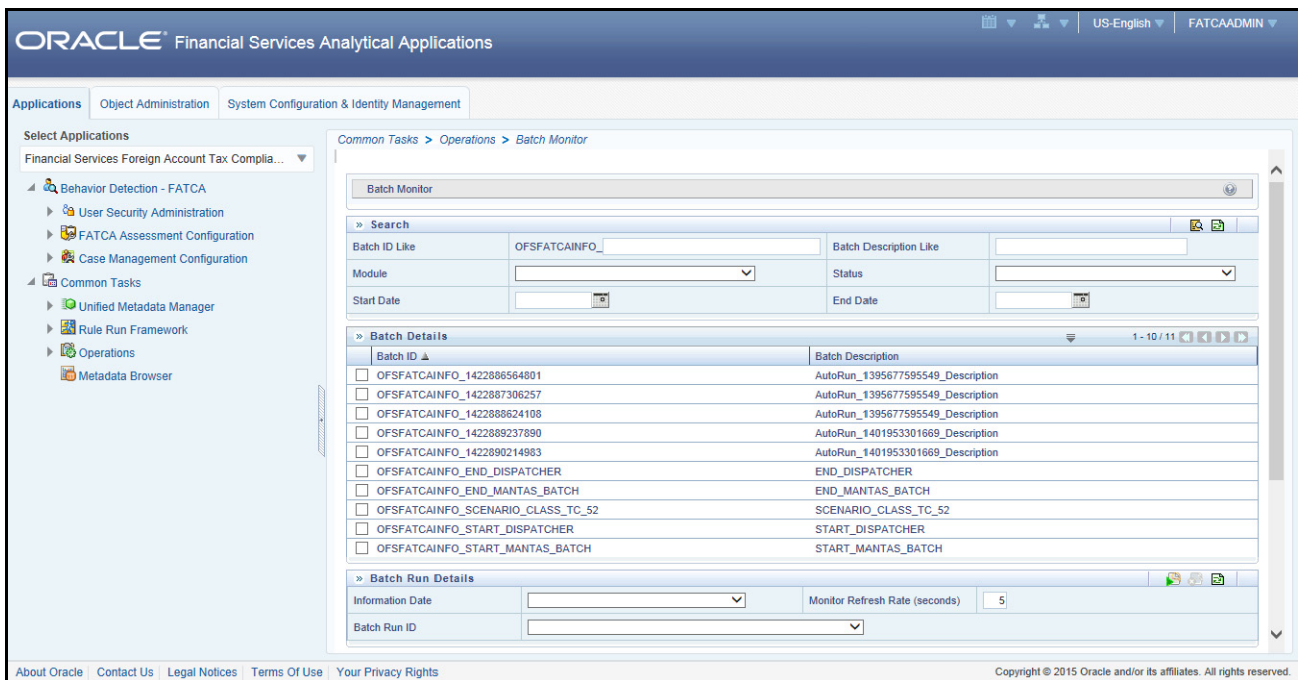 US-English
FATCAADMIN
ORACLE® Financial Services Analytical Applications
Applications
Object Administration
System Configuration & Identity Management
Select Applications
Financial Services Foreign Account Tax Complia...
Behavior Detection - FATCA
User Security Administration
FATCA Assessment Configuration
Case Management Configuration
Common Tasks
Unified Metadata Manager
Rule Run Framework
Operations
Metadata Browser
Common Tasks > Operations > Batch Monitor
Batch Monitor
» Search
Batch ID Like OFSFATCAINFO_ Batch Description Like
Module Status
Start Date End Date
» Batch Details 1 - 10 / 11
Batch ID Batch Description
OFSFATCAINFO_1422886564801 AutoRun_1395677595549_Description
OFSFATCAINFO_1422887306257 AutoRun_1395677595549_Description
OFSFATCAINFO_1422888624108 AutoRun_1395677595549_Description
OFSFATCAINFO_1422889237890 AutoRun_1401953301669_Description
OFSFATCAINFO_1422890214983 AutoRun_1401953301669_Description
OFSFATCAINFO_END_DISPATCHER END_DISPATCHER
OFSFATCAINFO_END_MANTAS_BATCH END_MANTAS_BATCH
OFSFATCAINFO_SCENARIO_CLASS_TC_52 SCENARIO_CLASS_TC_52
OFSFATCAINFO_START_DISPATCHER START_DISPATCHER
OFSFATCAINFO_START_MANTAS_BATCH START_MANTAS_BATCH
» Batch Run Details
Information Date Monitor Refresh Rate (seconds) 5
Batch Run ID
About Oracle Contact Us Legal Notices Terms Of Use Your Privacy Rights
Copyright © 2015 Oracle and/or its affiliates. All rights reserved.